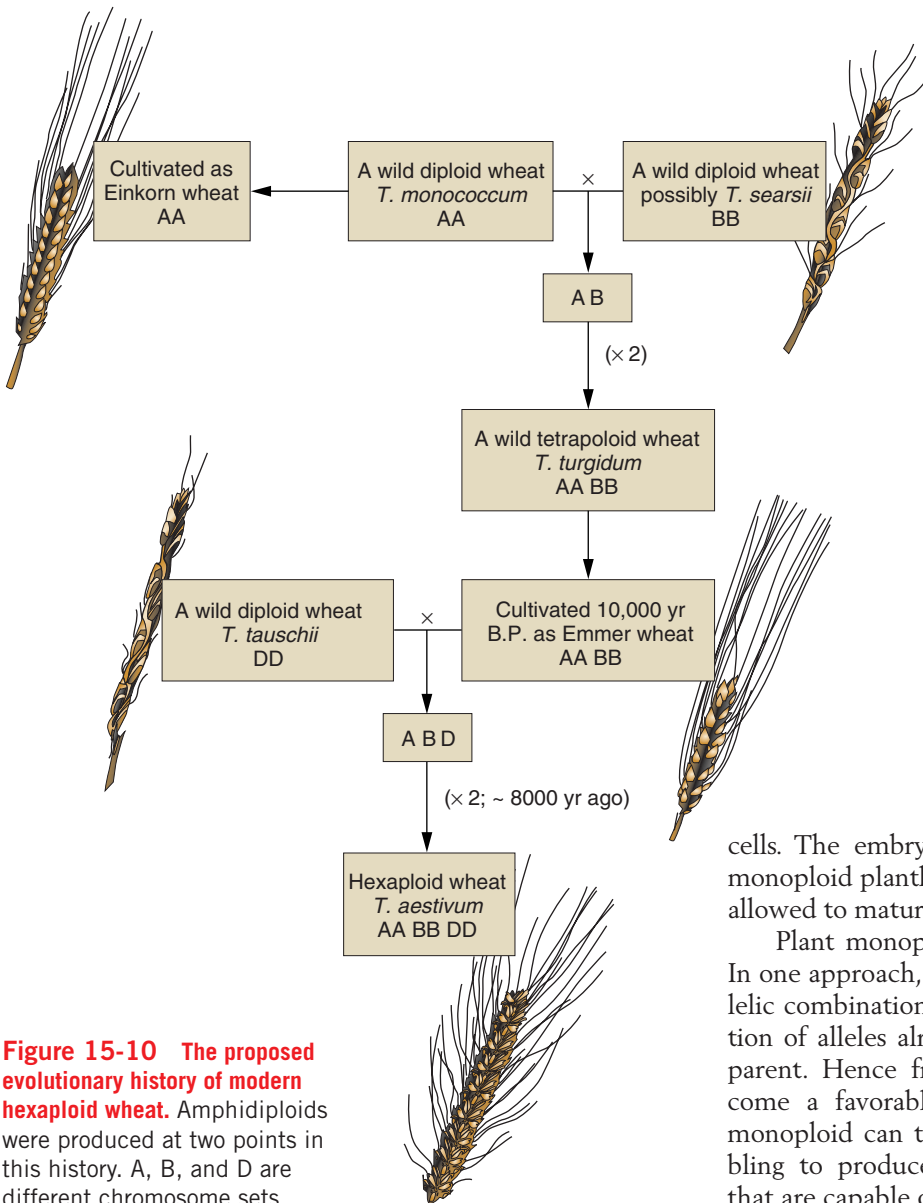 Cultivated as
Einkorn wheat
AA
A wild diploid wheat
T. monococcum
AA
×
A wild diploid wheat
possibly T. searsii
BB
A B
(× 2)
A wild tetrapoloid wheat
T. turgidum
AA BB
A wild diploid wheat
T. tauschii
DD
×
Cultivated 10,000 yr
B.P. as Emmer wheat
AA BB
A B D
(× 2; ~ 8000 yr ago)
Hexaploid wheat
T. aestivum
AA BB DD
Figure 15-10 The proposed
evolutionary history of modern
hexaploid wheat. Amphidiploids
were produced at two points in
this history. A, B, and D are
different chromosome sets
cells. The embry
monoploid plantl
allowed to matur
Plant monop
In one approach,
lelic combination
tion of alleles alr
parent. Hence fr
come a favorabl
monoploid can t
bling to produce
that are capable o